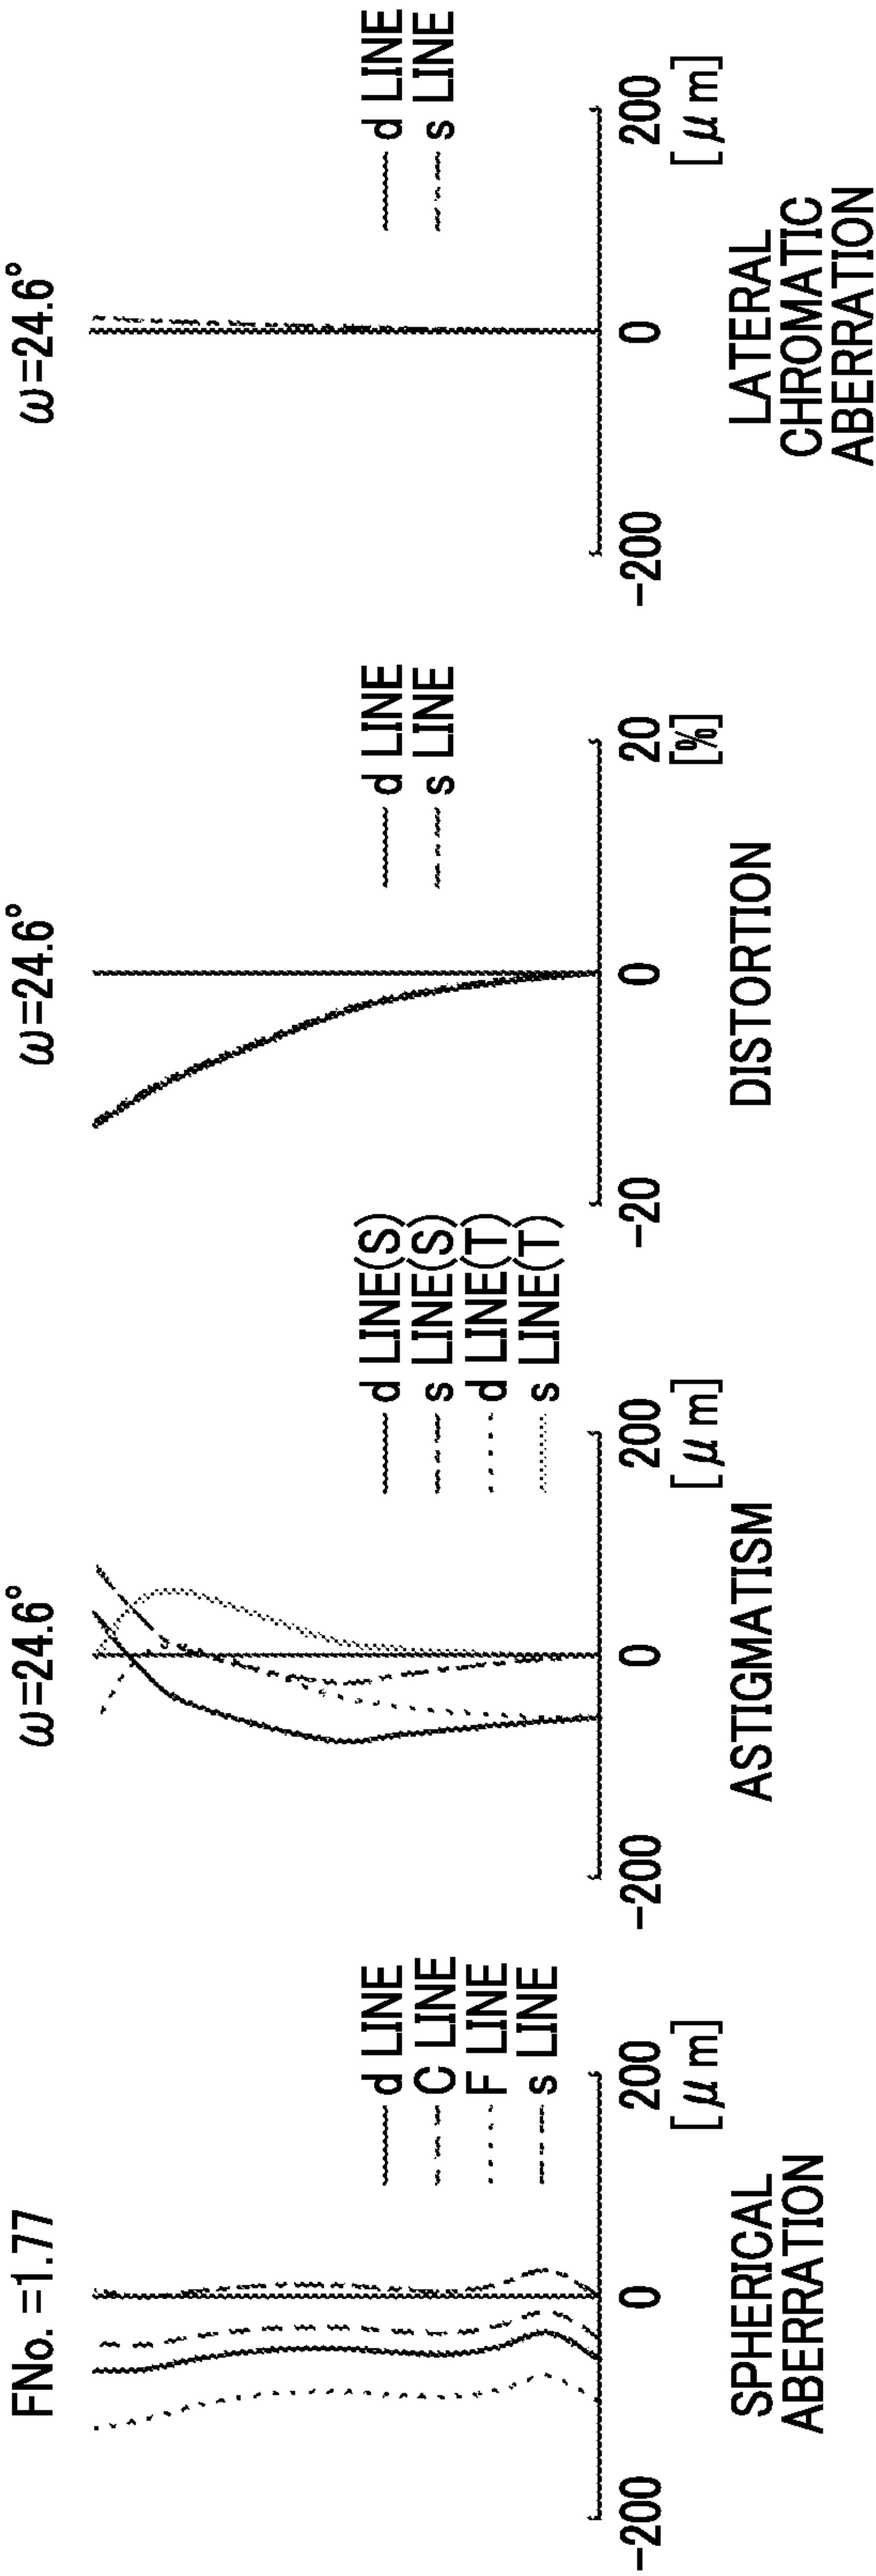 FNo. =1.77
d LINE
C LINE
F LINE
s LINE
-200
0
200
[μm]
SPHERICAL
ABERRATION
ω=24.6°
d LINE(S)
s LINE(S)
d LINE(T)
s LINE(T)
-200
0
200
[μm]
ASTIGMATISM
ω=24.6°
d LINE
s LINE
-20
0
20
[%]
DISTORTION
ω=24.6°
d LINE
s LINE
-200
0
200
[μm]
LATERAL
CHROMATIC
ABERRATION